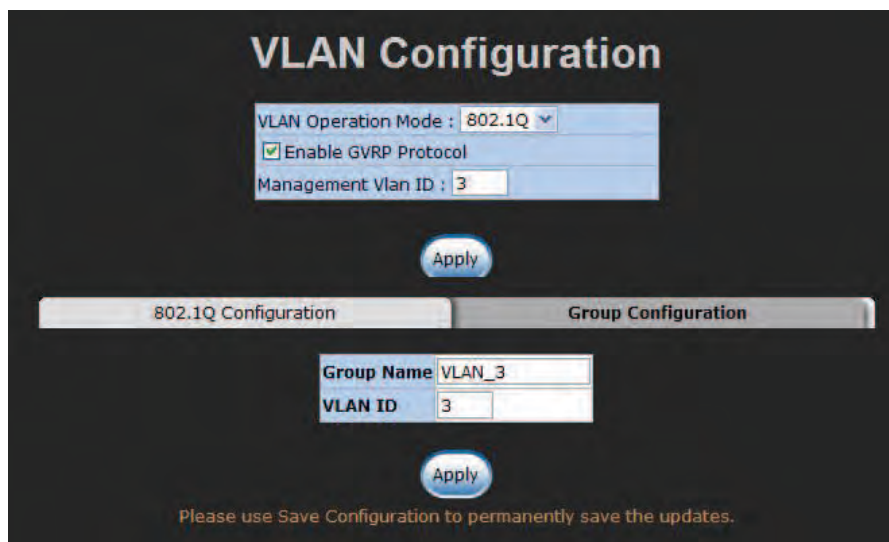 VLAN Configuration
VLAN Operation Mode : 802.1Q
Enable GVRP Protocol
Management Vlan ID : 3
Apply
802.1Q Configuration
Group Configuration
Group Name VLAN_3
VLAN ID 3
Apply
Please use Save Configuration to permanently save the updates.